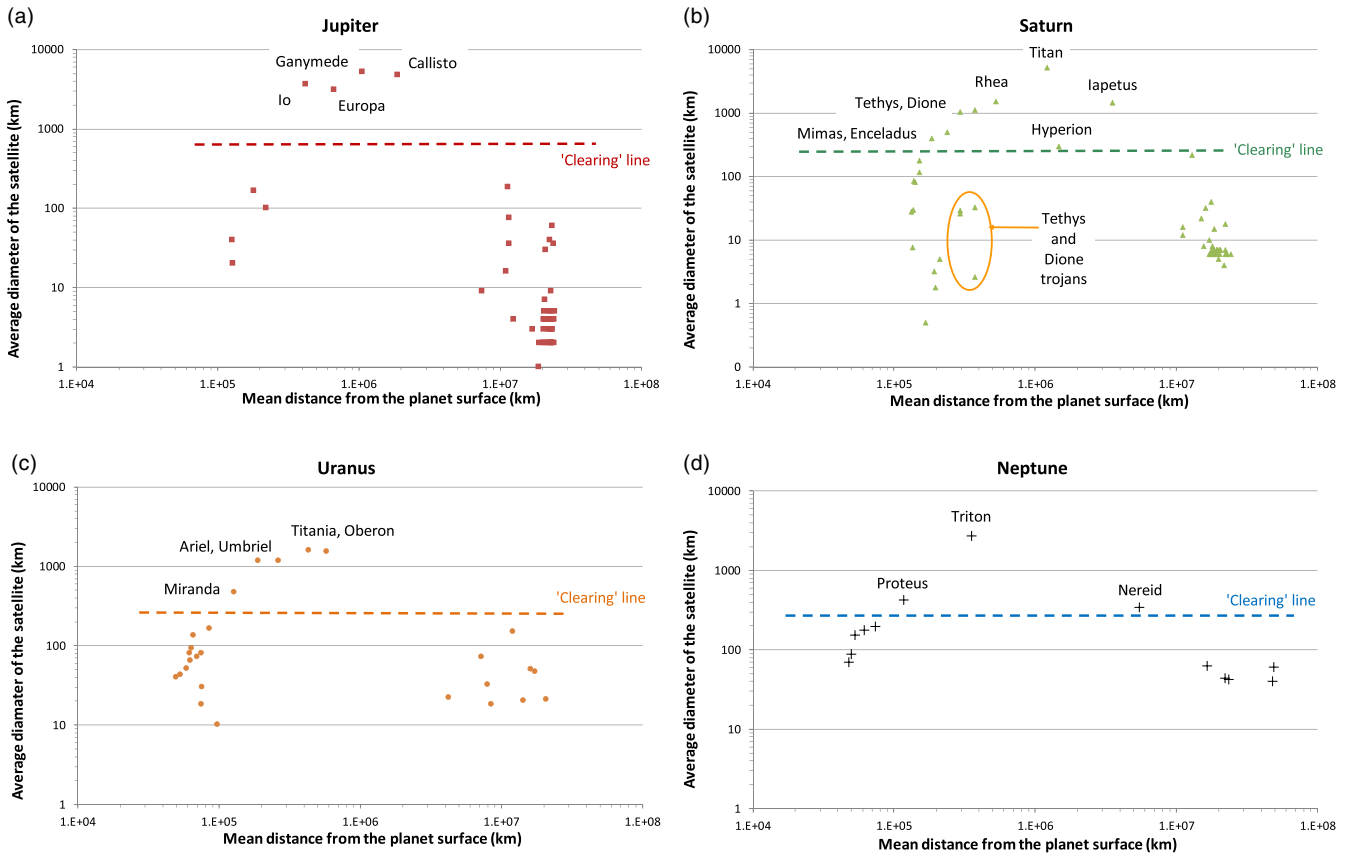 (a)
Jupiter
Average diameter of the satellite (km)
10000
1000
100
10
1
Ganymede
Callisto
Io
Europa
'Clearing' line
1.E+04
1.E+05
1.E+06
1.E+07
1.E+08
Mean distance from the planet surface (km)
(b)
Saturn
Average diameter of the satellite (km)
10000
1000
100
10
1
0
Titan
Rhea
Iapetus
Tethys, Dione
Mimas, Enceladus
Hyperion
'Clearing' line
Tethys
and
Dione
trojans
1.E+04
1.E+05
1.E+06
1.E+07
1.E+08
Mean distance from the planet surface (km)
(c)
Uranus
Average diamater of the satellite (km)
10000
1000
100
10
1
Titania, Oberon
Ariel, Umbriel
Miranda
'Clearing' line
1.E+04
1.E+05
1.E+06
1.E+07
1.E+08
Mean distance from the planet surface (km)
(d)
Neptune
Average diameter of the satellite (km)
10000
1000
100
10
1
Triton
Proteus
Nereid
'Clearing' line
1.E+04
1.E+05
1.E+06
1.E+07
1.E+08
Mean distance from the planet surface (km)